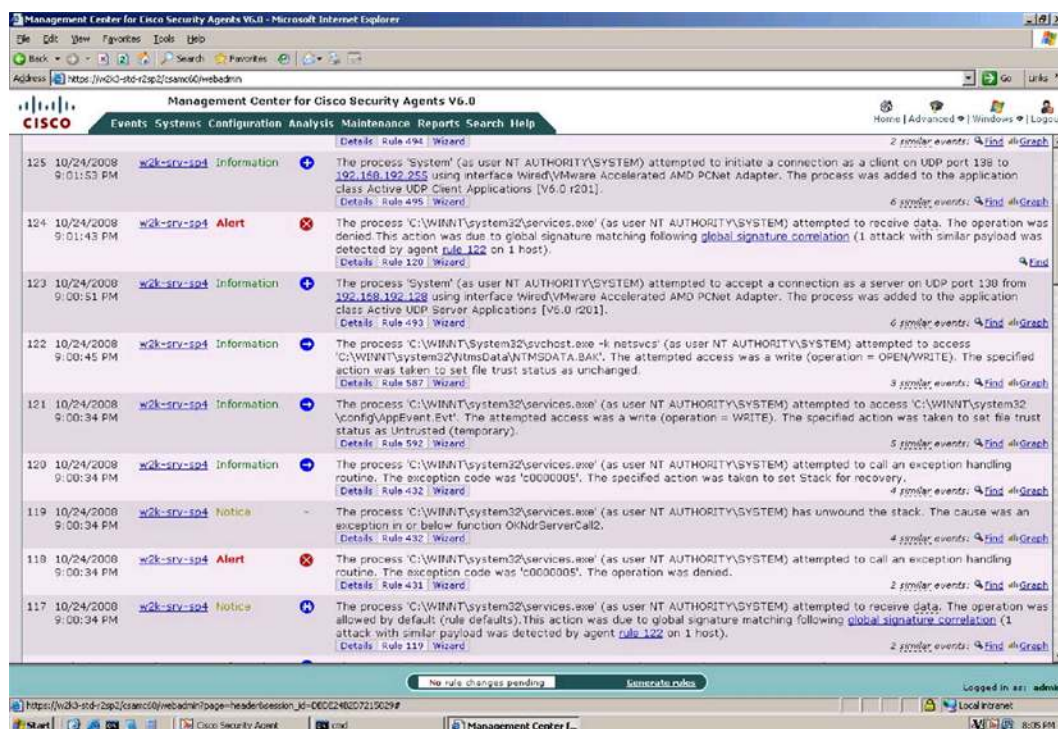 Management Center for Cisco Security Agents V6.0 - Microsoft Internet Explorer
File Edit View Favorites Tools Help
Back Search Favorites
Address https://w2k3-std-r2sp2/csamc60/webadmin Go Links
Management Center for Cisco Security Agents V6.0
CISCO
Events Systems Configuration Analysis Maintenance Reports Search Help
Home | Advanced | Windows | Logou
Details Rule 494 Wizard
2 similar events: Find Graph
125 10/24/2008 w2k-srv-sp4 Information The process 'System' (as user NT AUTHORITY\SYSTEM) attempted to initiate a connection as a client on UDP port 138 to
9:01:53 PM 192.168.192.255 using interface Wired\VMware Accelerated AMD PCNet Adapter. The process was added to the application
class Active UDP Client Applications [V6.0 r201].
Details Rule 495 Wizard
6 similar events: Find Graph
124 10/24/2008 w2k-srv-sp4 Alert The process 'C:\WINNT\system32\services.exe' (as user NT AUTHORITY\SYSTEM) attempted to receive data. The operation was
9:01:43 PM denied.This action was due to global signature matching following global signature correlation (1 attack with similar payload was
detected by agent rule 122 on 1 host).
Details Rule 120 Wizard
Find
123 10/24/2008 w2k-srv-sp4 Information The process 'System' (as user NT AUTHORITY\SYSTEM) attempted to accept a connection as a server on UDP port 138 from
9:00:51 PM 192.168.192.128 using interface Wired\VMware Accelerated AMD PCNet Adapter. The process was added to the application
class Active UDP Server Applications [V6.0 r201].
Details Rule 493 Wizard
6 similar events: Find Graph
122 10/24/2008 w2k-srv-sp4 Information The process 'C:\WINNT\System32\svchost.exe -k netsvcs' (as user NT AUTHORITY\SYSTEM) attempted to access
9:00:45 PM 'C:\WINNT\system32\NtmsData\NTMSDATA.BAK'. The attempted access was a write (operation = OPEN/WRITE). The specified
action was taken to set file trust status as unchanged.
Details Rule 587 Wizard
3 similar events: Find Graph
121 10/24/2008 w2k-srv-sp4 Information The process 'C:\WINNT\system32\services.exe' (as user NT AUTHORITY\SYSTEM) attempted to access 'C:\WINNT\system32
9:00:34 PM \config\AppEvent.Evt'. The attempted access was a write (operation = WRITE). The specified action was taken to set file trust
status as Untrusted (temporary).
Details Rule 592 Wizard
5 similar events: Find Graph
120 10/24/2008 w2k-srv-sp4 Information The process 'C:\WINNT\system32\services.exe' (as user NT AUTHORITY\SYSTEM) attempted to call an exception handling
9:00:34 PM routine. The exception code was 'c0000005'. The specified action was taken to set Stack for recovery.
Details Rule 432 Wizard
4 similar events: Find Graph
119 10/24/2008 w2k-srv-sp4 Notice - The process 'C:\WINNT\system32\services.exe' (as user NT AUTHORITY\SYSTEM) has unwound the stack. The cause was an
9:00:34 PM exception in or below function OKNdrServerCall2.
Details Rule 432 Wizard
4 similar events: Find Graph
118 10/24/2008 w2k-srv-sp4 Alert The process 'C:\WINNT\system32\services.exe' (as user NT AUTHORITY\SYSTEM) attempted to call an exception handling
9:00:34 PM routine. The exception code was 'c0000005'. The operation was denied.
Details Rule 431 Wizard
2 similar events: Find Graph
117 10/24/2008 w2k-srv-sp4 Notice The process 'C:\WINNT\system32\services.exe' (as user NT AUTHORITY\SYSTEM) attempted to receive data. The operation was
9:00:34 PM allowed by default (rule defaults).This action was due to global signature matching following global signature correlation (1
attack with similar payload was detected by agent rule 122 on 1 host).
Details Rule 119 Wizard
2 similar events: Find Graph
No rule changes pending Generate rules
Logged in as: admin
https://w2k3-std-r2sp2/csamc60/webadmin?page=header&session_id=DEDE2482D7215029# Local intranet
Start Cisco Security Agent cmd Management Center f... 8:05 PM